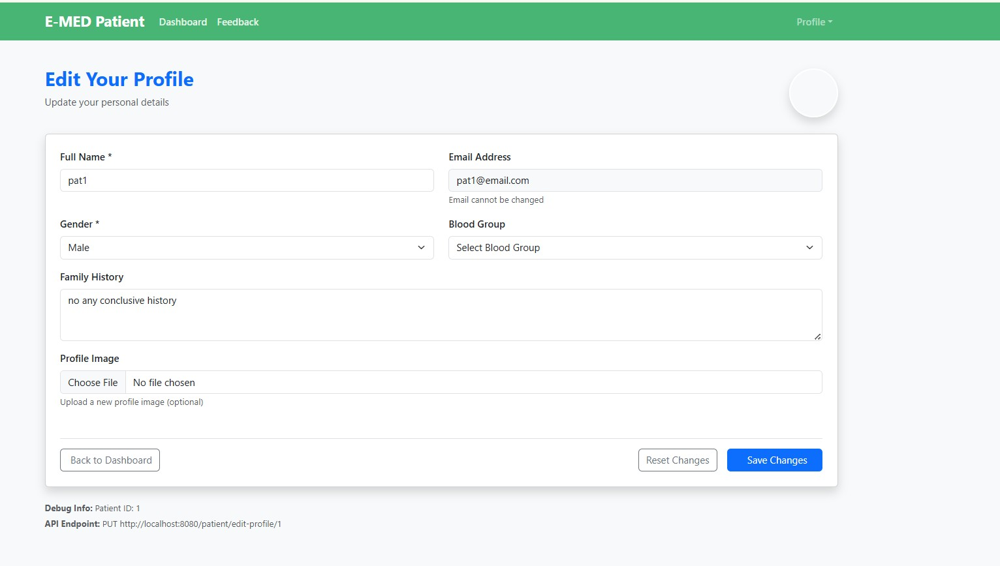 E-MED Patient Dashboard Feedback Profile
Edit Your Profile
Update your personal details
Full Name * Email Address
pat1 pat1@email.com
Email cannot be changed
Gender * Blood Group
Male Select Blood Group
Family History
no any conclusive history
Profile Image
Choose File No file chosen
Upload a new profile image (optional)
Back to Dashboard Reset Changes Save Changes
Debug Info: Patient ID: 1
API Endpoint: PUT http://localhost:8080/patient/edit-profile/1